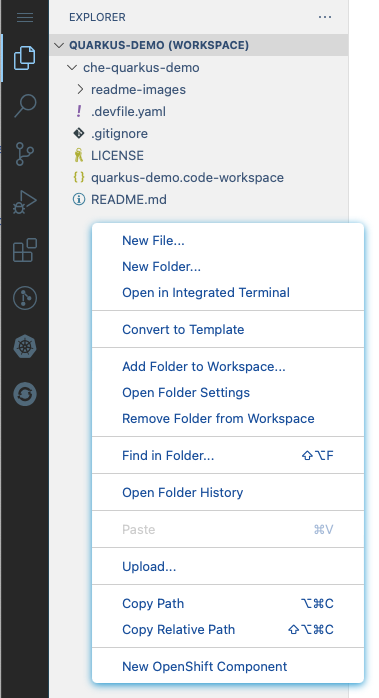 EXPLORER
QUARKUS-DEMO (WORKSPACE)
che-quarkus-demo
readme-images
.devfile.yaml
.gitignore
LICENSE
quarkus-demo.code-workspace
README.md
New File...
New Folder...
Open in Integrated Terminal
Convert to Template
Add Folder to Workspace...
Open Folder Settings
Remove Folder from Workspace
Find in Folder... ⇧⌥F
Open Folder History
Paste ⌘V
Upload...
Copy Path ⌥⌘C
Copy Relative Path ⇧⌥⌘C
New OpenShift Component